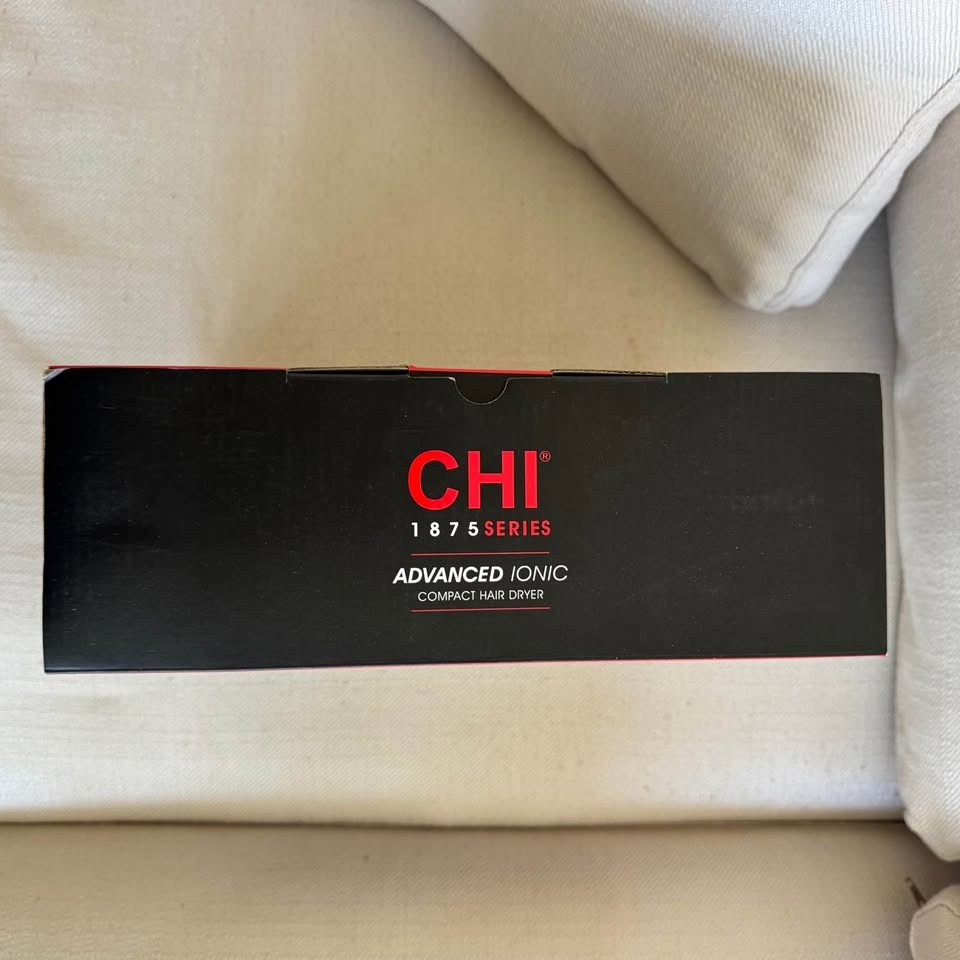 CHI®
1875 SERIES
ADVANCED IONIC
COMPACT HAIR DRYER